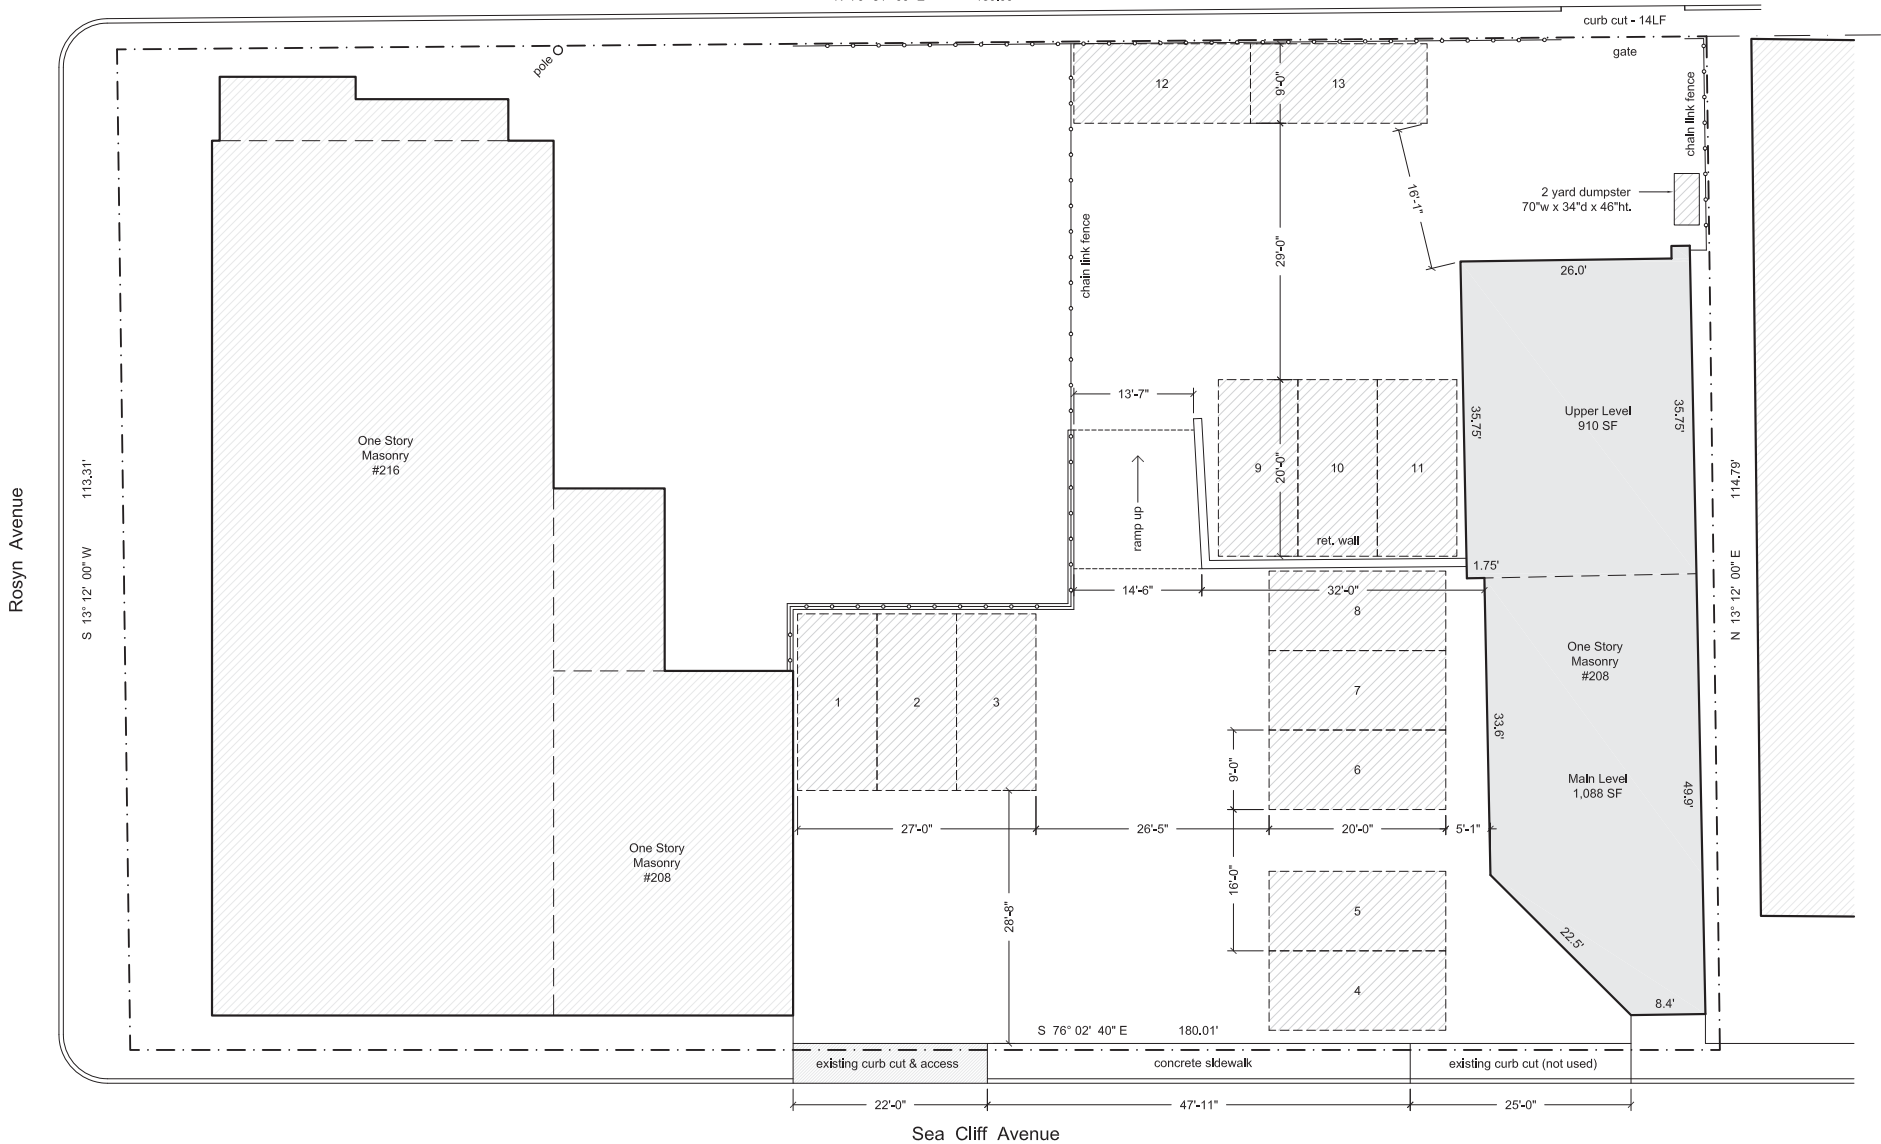 curb cut - 14LF
gate
pole
12
9'-0"
13
chain link fence
2 yard dumpster
70"w x 34"d x 46"ht.
16'-1"
29'-0"
chain link fence
26.0'
13'-7"
35.75'
Upper Level
910 SF
35.75'
One Story
Masonry
#216
9
20'-0"
10
11
ramp up
ret. wall
1.75'
14'-6"
32'-0"
Rosyn Avenue
S 13° 12' 00" W 113.31'
N 13° 12' 00" E 114.79'
8
One Story
Masonry
#208
1
2
3
7
33.6'
9'-0"
6
Main Level
1,088 SF
49.9'
27'-0"
26'-5"
20'-0"
5'-1"
One Story
Masonry
#208
28'-8"
16'-0"
5
22.5'
4
8.4'
S 76° 02' 40" E 180.01'
existing curb cut & access
concrete sidewalk
existing curb cut (not used)
22'-0"
47'-11"
25'-0"
Sea Cliff Avenue